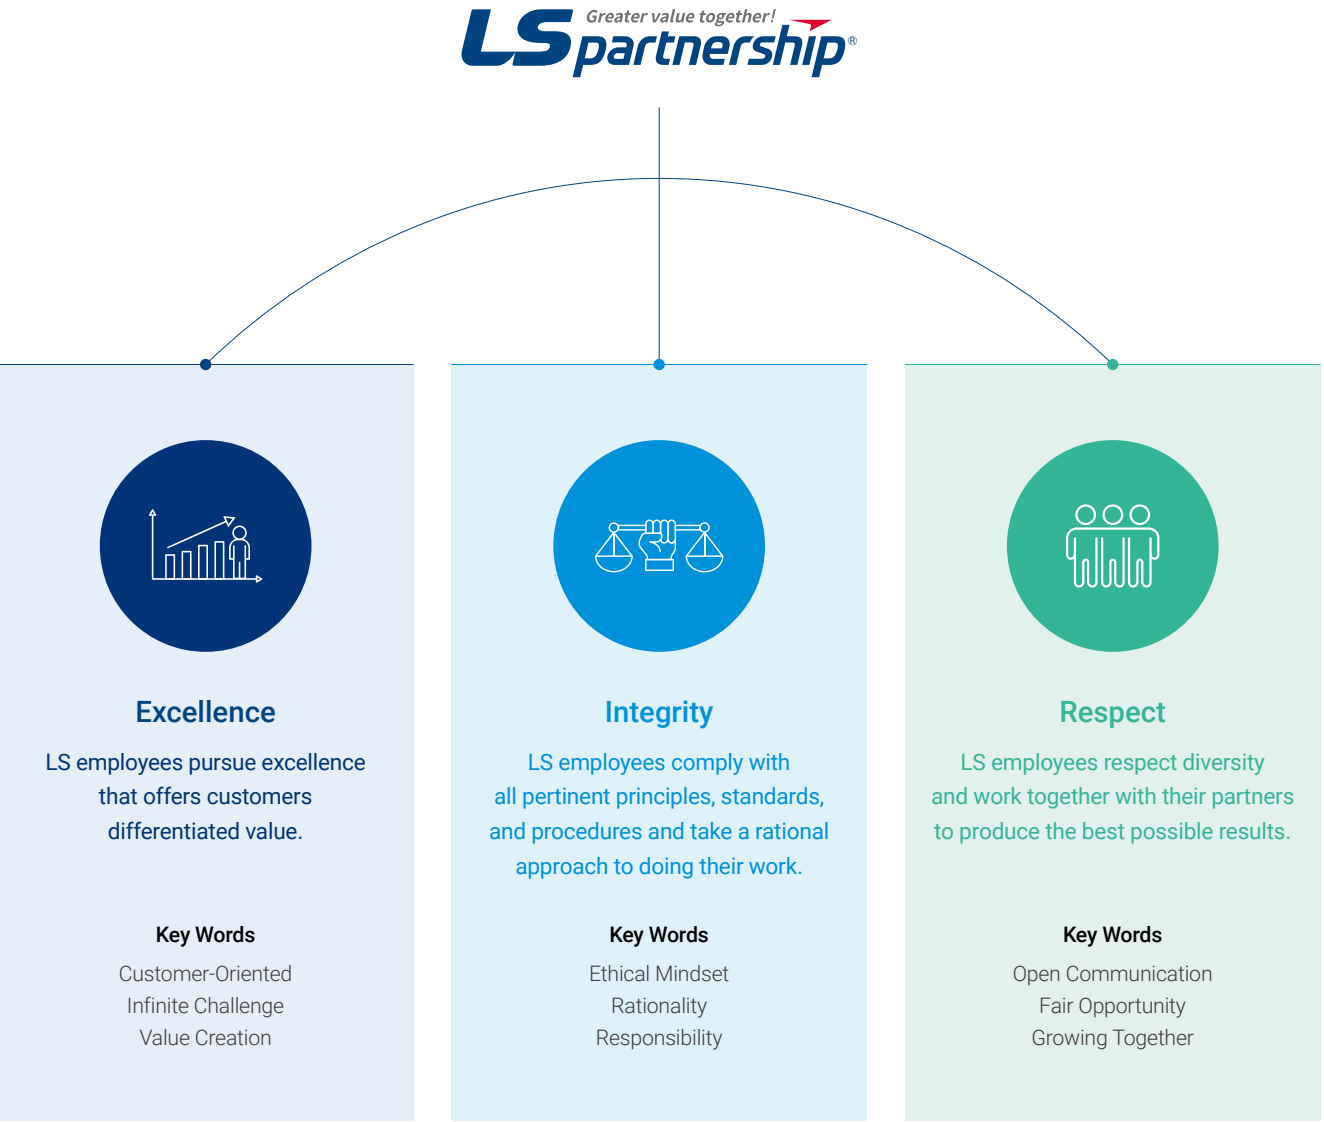 Greater value together!
LS partnership®
Excellence
LS employees pursue excellence
that offers customers
differentiated value.
Key Words
Customer-Oriented
Infinite Challenge
Value Creation
Integrity
LS employees comply with
all pertinent principles, standards,
and procedures and take a rational
approach to doing their work.
Key Words
Ethical Mindset
Rationality
Responsibility
Respect
LS employees respect diversity
and work together with their partners
to produce the best possible results.
Key Words
Open Communication
Fair Opportunity
Growing Together